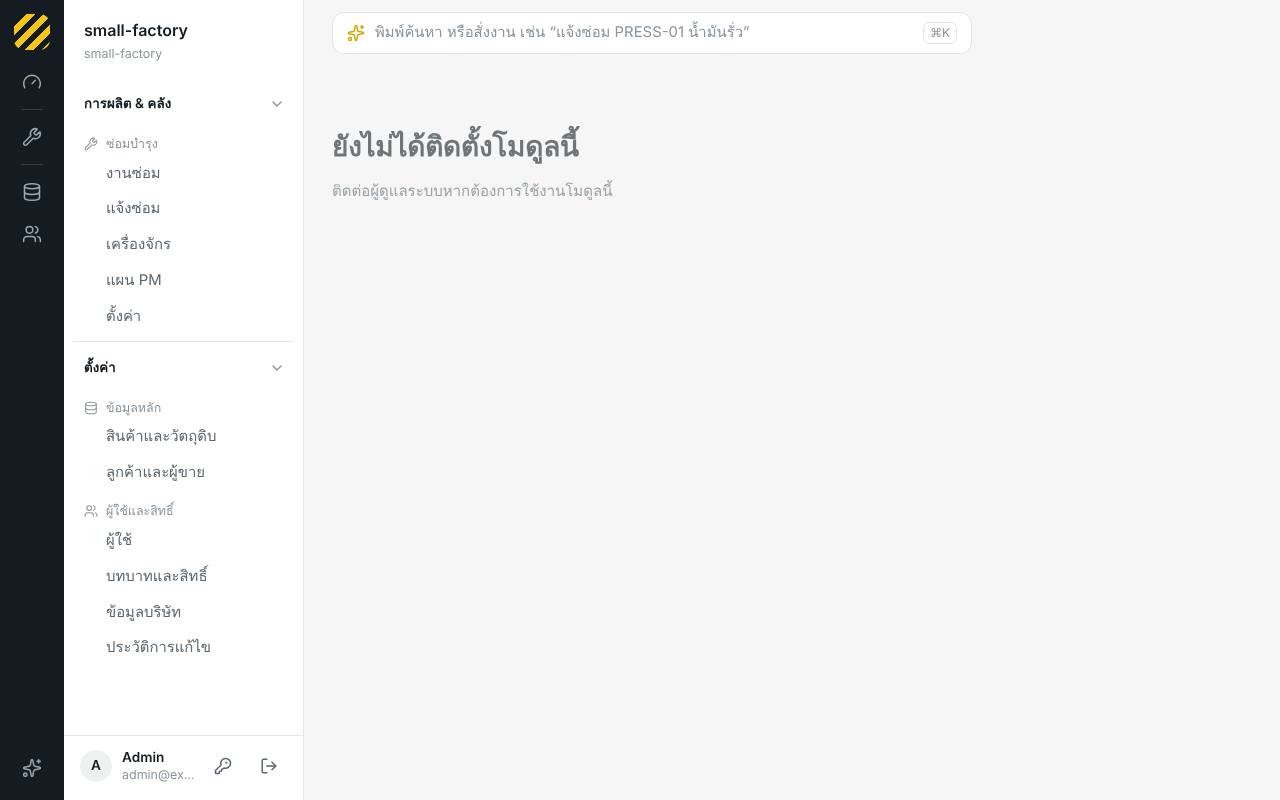 small-factory
small-factory
การผลิต & คลัง
ซ่อมบำรุง
งานซ่อม
แจ้งซ่อม
เครื่องจักร
แผน PM
ตั้งค่า
ตั้งค่า
ข้อมูลหลัก
สินค้าและวัตถุดิบ
ลูกค้าและผู้ขาย
ผู้ใช้และสิทธิ์
ผู้ใช้
บทบาทและสิทธิ์
ข้อมูลบริษัท
ประวัติการแก้ไข
A
Admin
admin@ex...
พิมพ์ค้นหา หรือสั่งงาน เช่น “แจ้งซ่อม PRESS-01 น้ำมันรั่ว”
⌘K
ยังไม่ได้ติดตั้งโมดูลนี้
ติดต่อผู้ดูแลระบบหากต้องการใช้งานโมดูลนี้